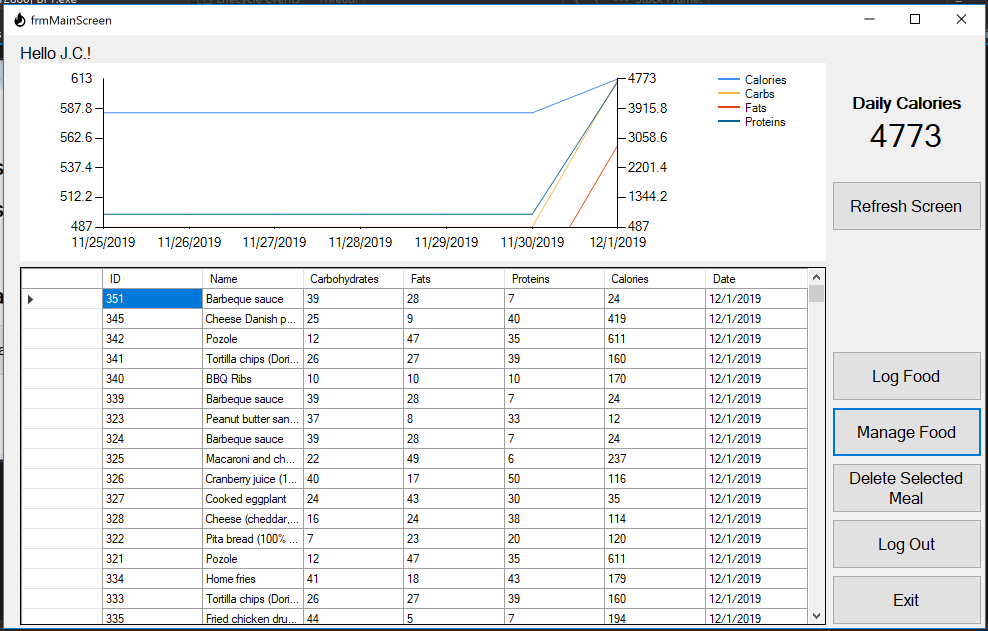 frmMainScreen
Hello J.C.!
613
587.8
562.6
537.4
512.2
487
4773
3915.8
3058.6
2201.4
1344.2
487
11/25/2019 11/26/2019 11/27/2019 11/28/2019 11/29/2019 11/30/2019 12/1/2019
Calories
Carbs
Fats
Proteins
Daily Calories
4773
Refresh Screen
ID Name Carbohydrates Fats Proteins Calories Date
351 Barbeque sauce 39 28 7 24 12/1/2019
345 Cheese Danish p... 25 9 40 419 12/1/2019
342 Pozole 12 47 35 611 12/1/2019
341 Tortilla chips (Dori... 26 27 39 160 12/1/2019
340 BBQ Ribs 10 10 10 170 12/1/2019
339 Barbeque sauce 39 28 7 24 12/1/2019
323 Peanut butter san... 37 8 33 12 12/1/2019
324 Barbeque sauce 39 28 7 24 12/1/2019
325 Macaroni and ch... 22 49 6 237 12/1/2019
326 Cranberry juice (1... 40 17 50 116 12/1/2019
327 Cooked eggplant 24 43 30 35 12/1/2019
328 Cheese (cheddar,... 16 24 38 114 12/1/2019
322 Pita bread (100% ... 7 23 20 120 12/1/2019
321 Pozole 12 47 35 611 12/1/2019
334 Home fries 41 18 43 179 12/1/2019
333 Tortilla chips (Dori... 26 27 39 160 12/1/2019
335 Fried chicken dru... 44 5 7 194 12/1/2019
Log Food
Manage Food
Delete Selected
Meal
Log Out
Exit